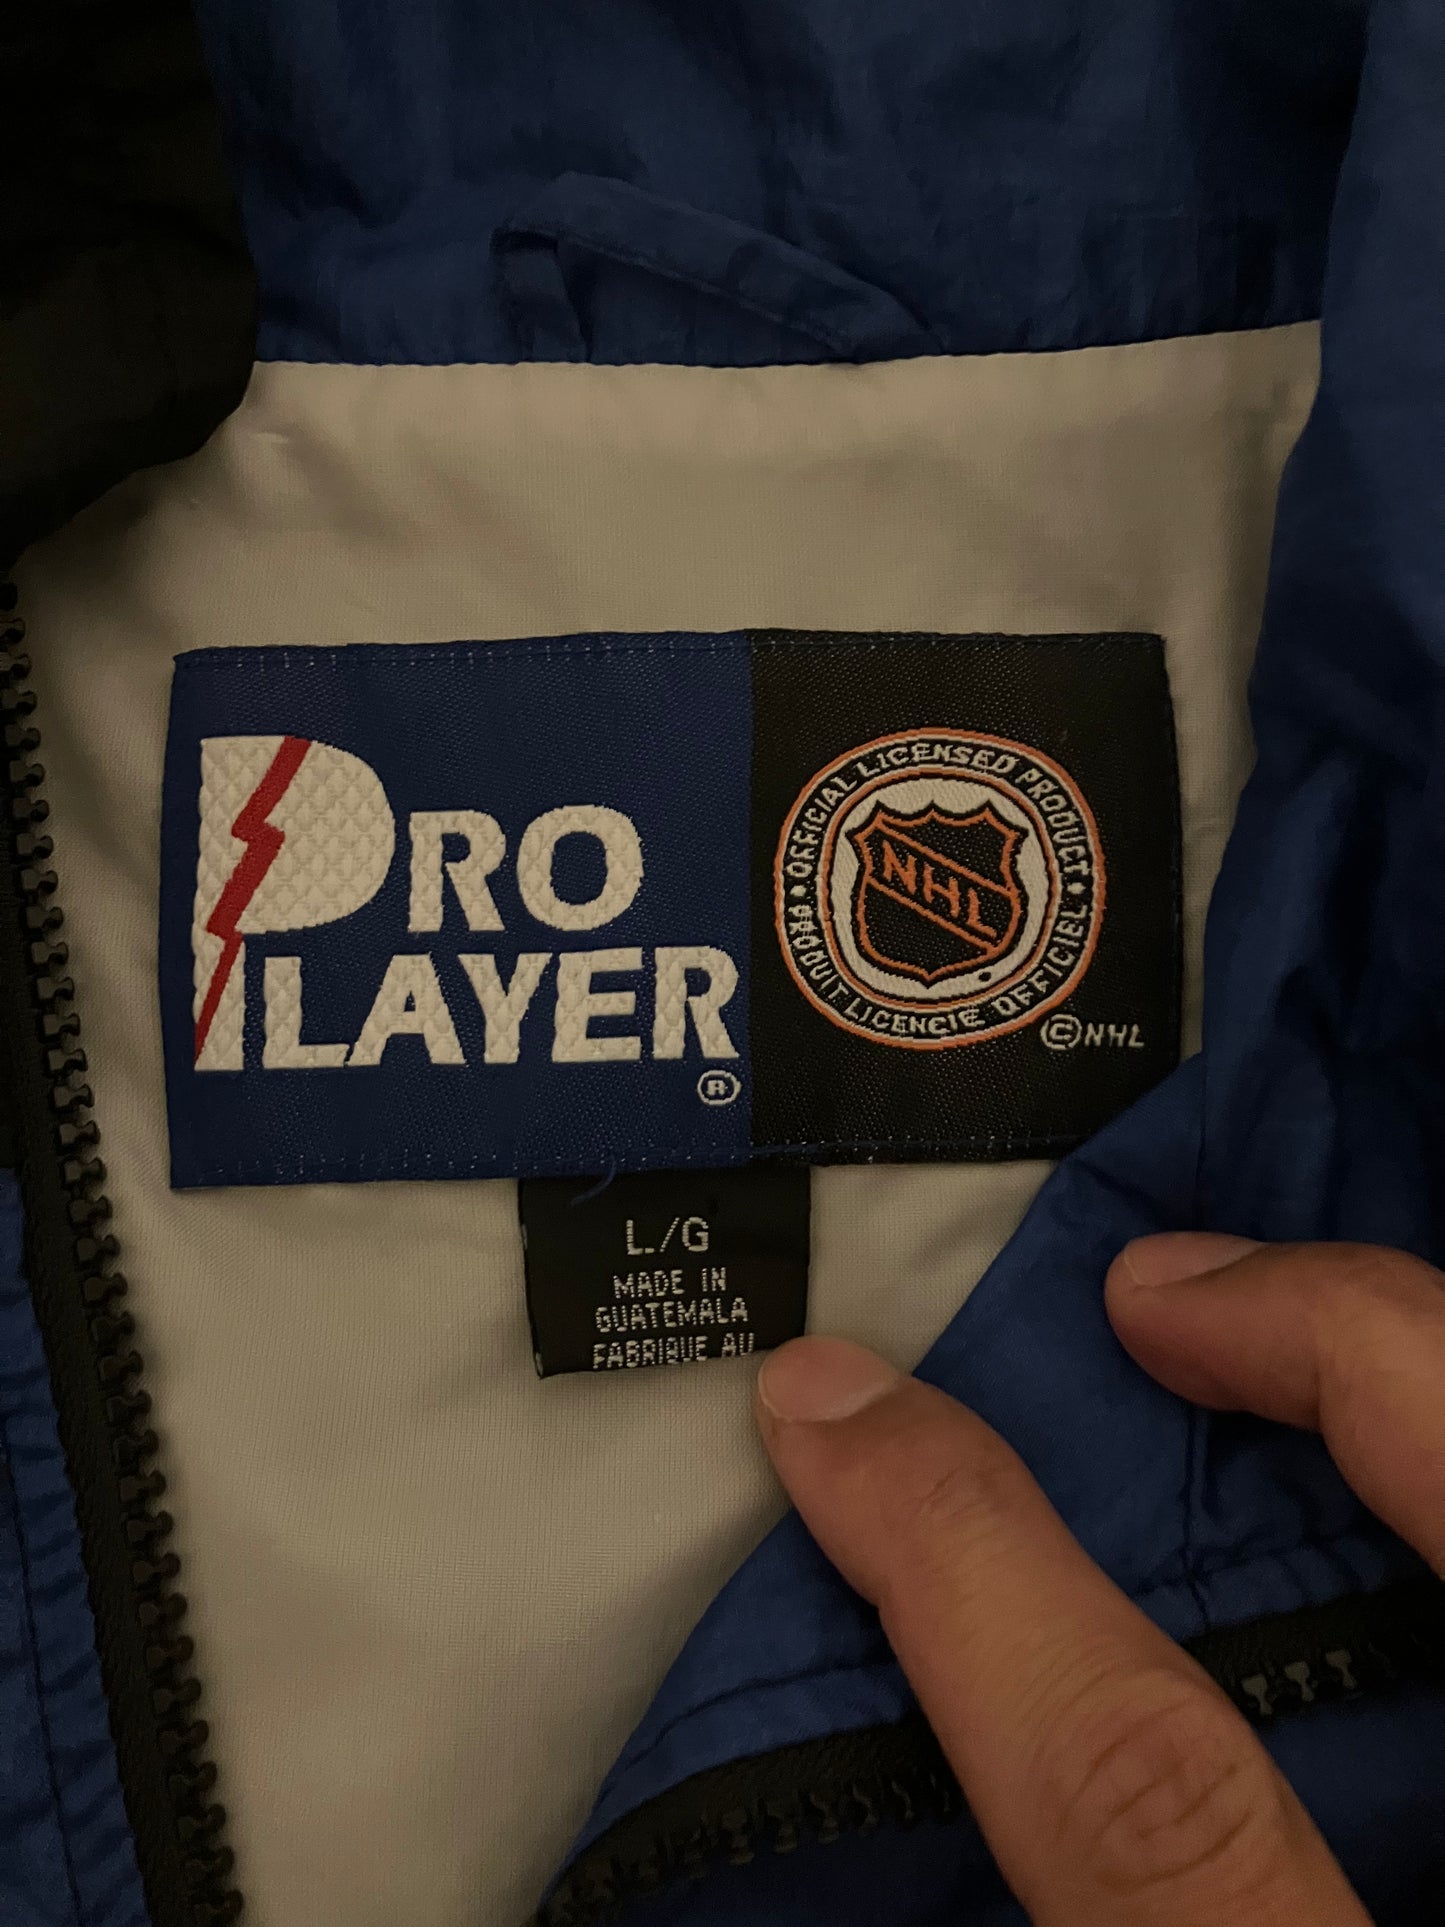 PRO
PLAYER
®
OFFICIAL LICENSED PRODUCT •
PRODUIT LICENCIE OFFICIEL •
NHL
©NHL
L/G
MADE IN
GUATEMALA
FABRIQUE AU